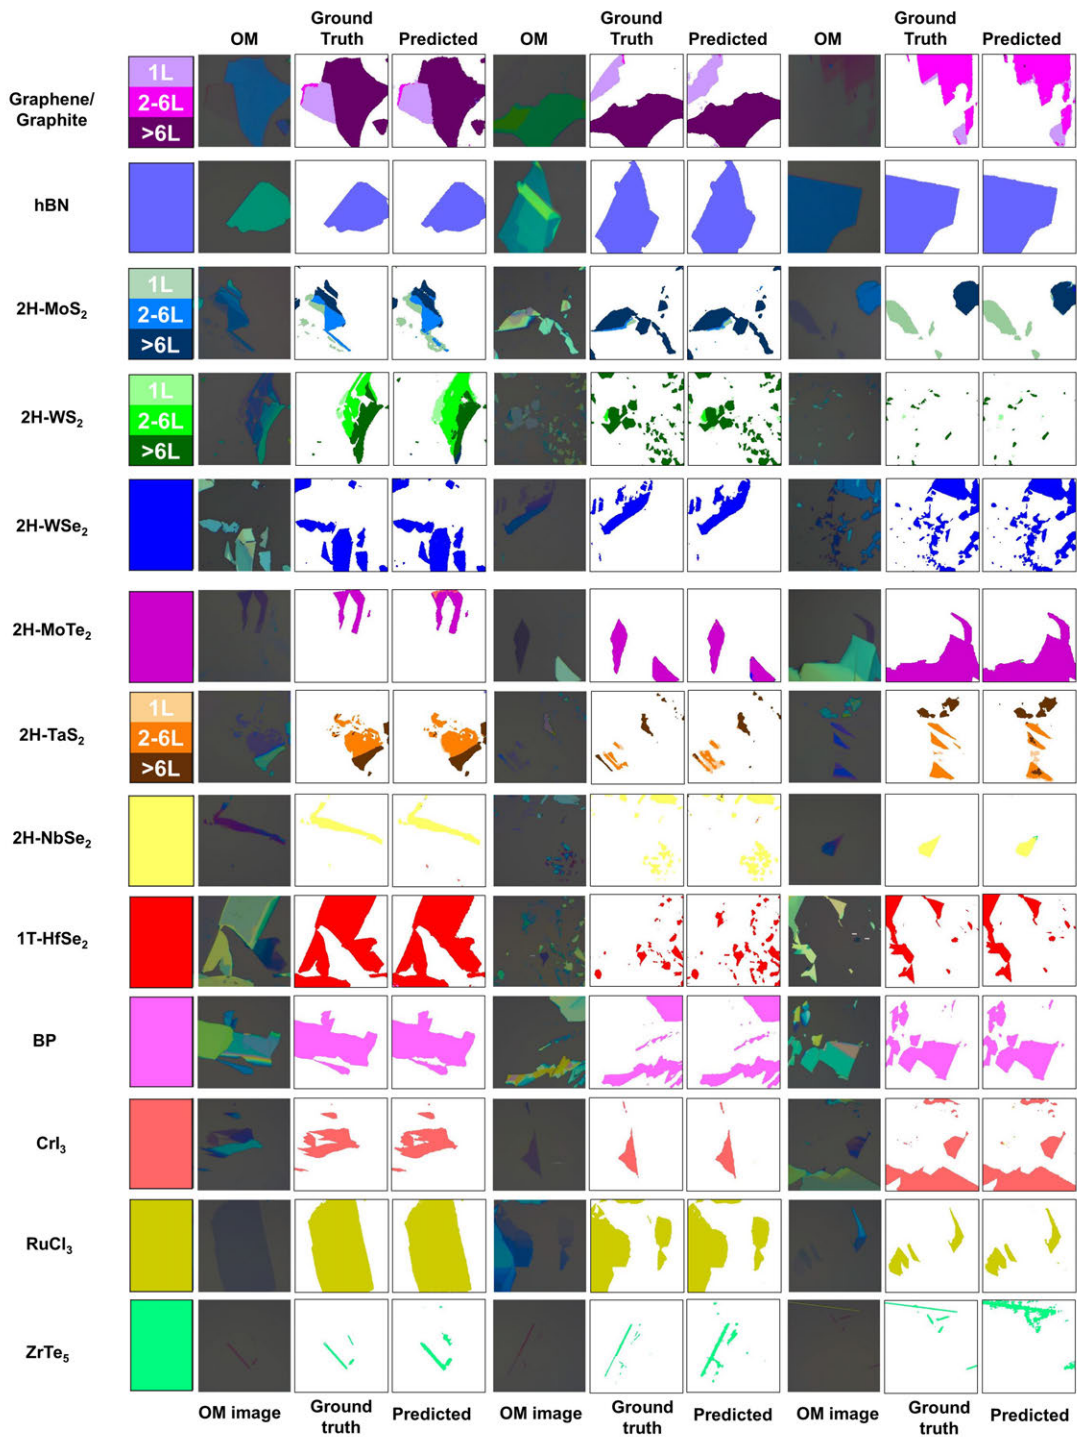 OM Ground Truth Predicted OM Ground Truth Predicted OM Ground Truth Predicted
Graphene/ Graphite
1L
2-6L
>6L
hBN
2H-MoS₂
1L
2-6L
>6L
2H-WS₂
1L
2-6L
>6L
2H-WSe₂
2H-MoTe₂
2H-TaS₂
1L
2-6L
>6L
2H-NbSe₂
1T-HfSe₂
BP
CrI₃
RuCl₃
ZrTe₅
OM image Ground truth Predicted OM image Ground truth Predicted OM image Ground truth Predicted